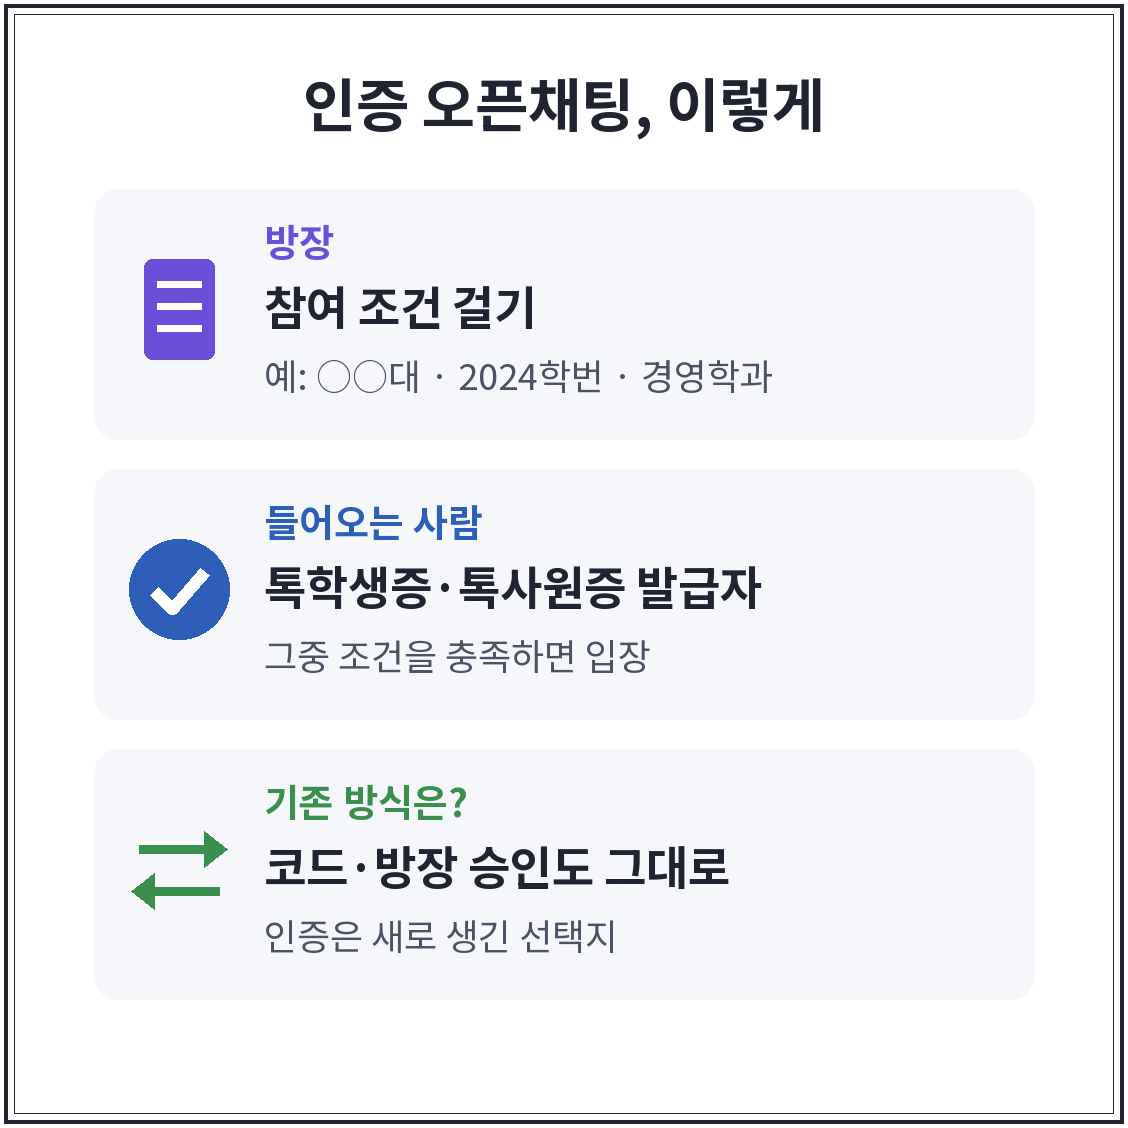 인증 오픈채팅, 이렇게
방장
참여 조건 걸기
예: ○○대 · 2024학번 · 경영학과
들어오는 사람
톡학생증·톡사원증 발급자
그중 조건을 충족하면 입장
기존 방식은?
코드·방장 승인도 그대로
인증은 새로 생긴 선택지